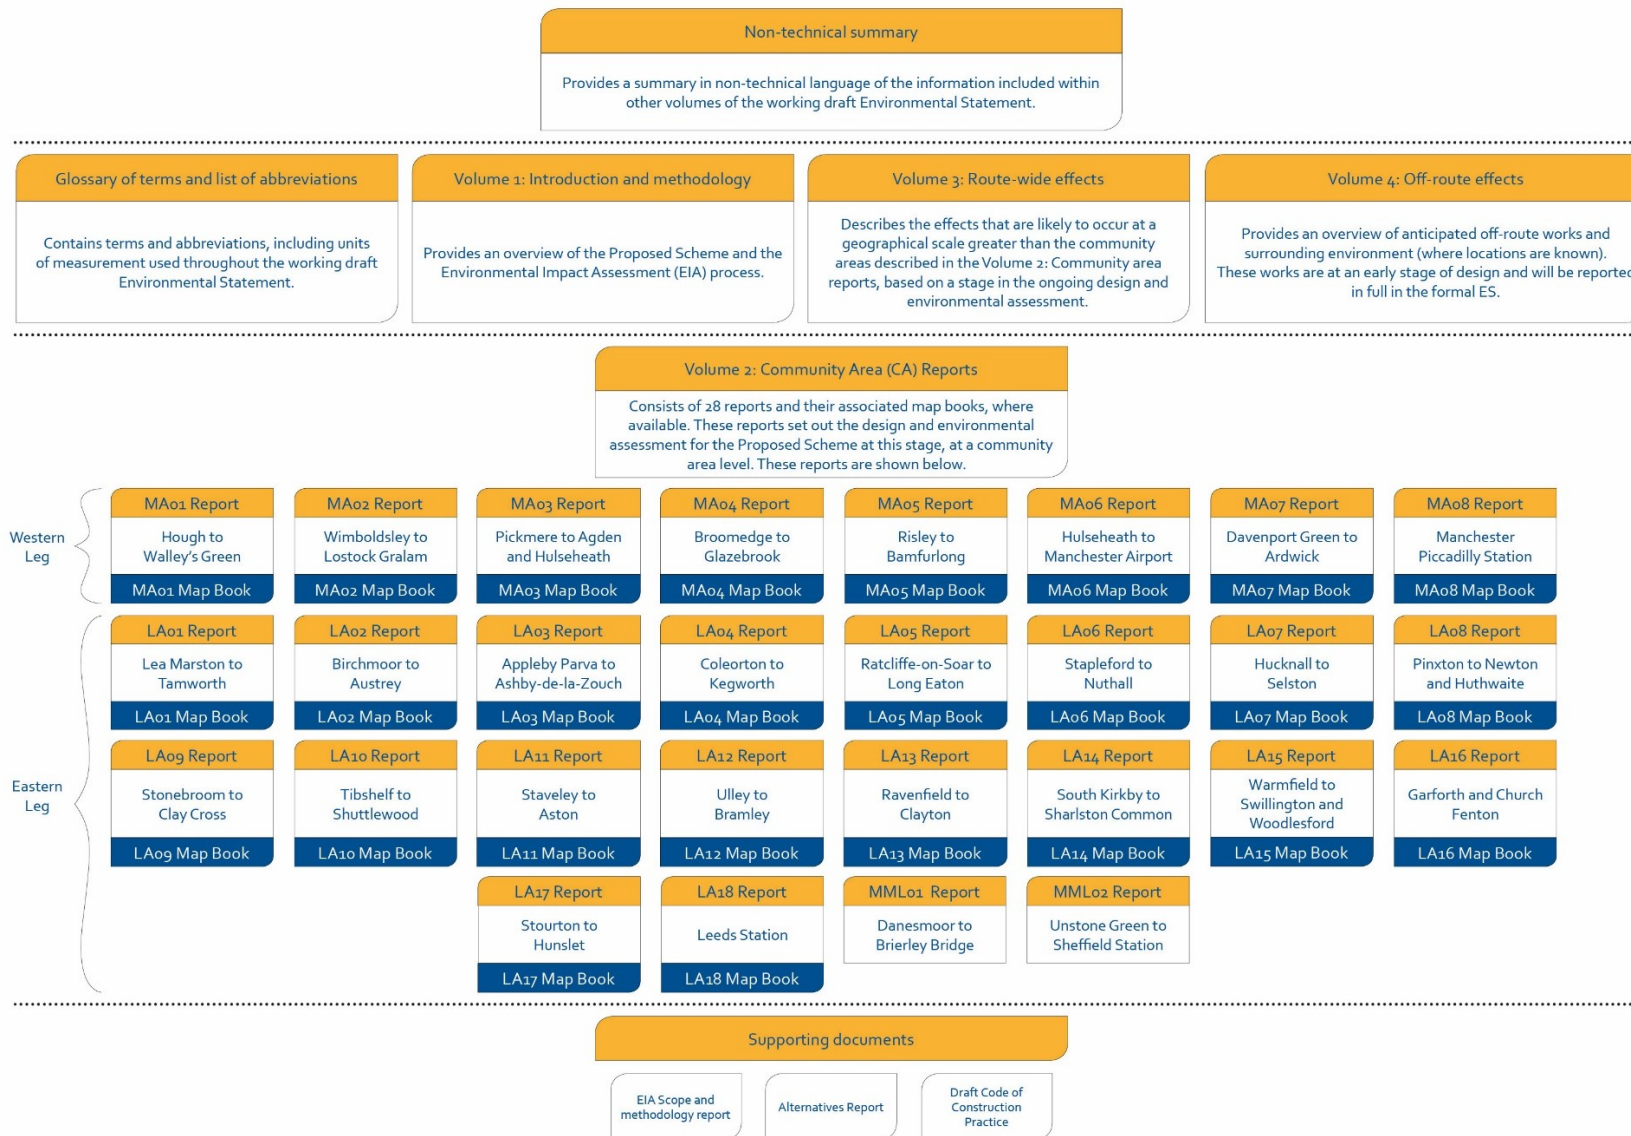 Non-technical summary
Provides a summary in non-technical language of the information included within
other volumes of the working draft Environmental Statement.
Glossary of terms and list of abbreviations
Contains terms and abbreviations, including units
of measurement used throughout the working draft
Environmental Statement.
Volume 1: Introduction and methodology
Provides an overview of the Proposed Scheme and the
Environmental Impact Assessment (EIA) process.
Volume 3: Route-wide effects
Describes the effects that are likely to occur at a
geographical scale greater than the community
areas described in the Volume 2: Community area
reports, based on a stage in the ongoing design and
environmental assessment.
Volume 4: Off-route effects
Provides an overview of anticipated off-route works and
surrounding environment (where locations are known).
These works are at an early stage of design and will be reported
in full in the formal ES.
Volume 2: Community Area (CA) Reports
Consists of 28 reports and their associated map books, where
available. These reports set out the design and environmental
assessment for the Proposed Scheme at this stage, at a community
area level. These reports are shown below.
Western
Leg
MA01 Report
Hough to
Walley's Green
MA01 Map Book
MA02 Report
Wimboldsley to
Lostock Gralam
MA02 Map Book
MA03 Report
Pickmere to Agden
and Hulseheath
MA03 Map Book
MA04 Report
Broomedge to
Glazebrook
MA04 Map Book
MA05 Report
Risley to
Bamfurlong
MA05 Map Book
MA06 Report
Hulseheath to
Manchester Airport
MA06 Map Book
MA07 Report
Davenport Green to
Ardwick
MA07 Map Book
MA08 Report
Manchester
Piccadilly Station
MA08 Map Book
Eastern
Leg
LA01 Report
Lea Marston to
Tamworth
LA01 Map Book
LA02 Report
Birchmoor to
Austrey
LA02 Map Book
LA03 Report
Appleby Parva to
Ashby-de-la-Zouch
LA03 Map Book
LA04 Report
Coleorton to
Kegworth
LA04 Map Book
LA05 Report
Ratcliffe-on-Soar to
Long Eaton
LA05 Map Book
LA06 Report
Stapleford to
Nuthall
LA06 Map Book
LA07 Report
Hucknall to
Selston
LA07 Map Book
LA08 Report
Pinxton to Newton
and Huthwaite
LA08 Map Book
LA09 Report
Stonebroom to
Clay Cross
LA09 Map Book
LA10 Report
Tibshelf to
Shuttlewood
LA10 Map Book
LA11 Report
Staveley to
Aston
LA11 Map Book
LA12 Report
Ulley to
Bramley
LA12 Map Book
LA13 Report
Ravenfield to
Clayton
LA13 Map Book
LA14 Report
South Kirkby to
Sharlston Common
LA14 Map Book
LA15 Report
Warmfield to
Swillington and
Woodlesford
LA15 Map Book
LA16 Report
Garforth and Church
Fenton
LA16 Map Book
LA17 Report
Stourton to
Hunslet
LA17 Map Book
LA18 Report
Leeds Station
LA18 Map Book
MML01 Report
Danesmoor to
Brierley Bridge
MML02 Report
Unstone Green to
Sheffield Station
Supporting documents
EIA Scope and
methodology report
Alternatives Report
Draft Code of
Construction
Practice